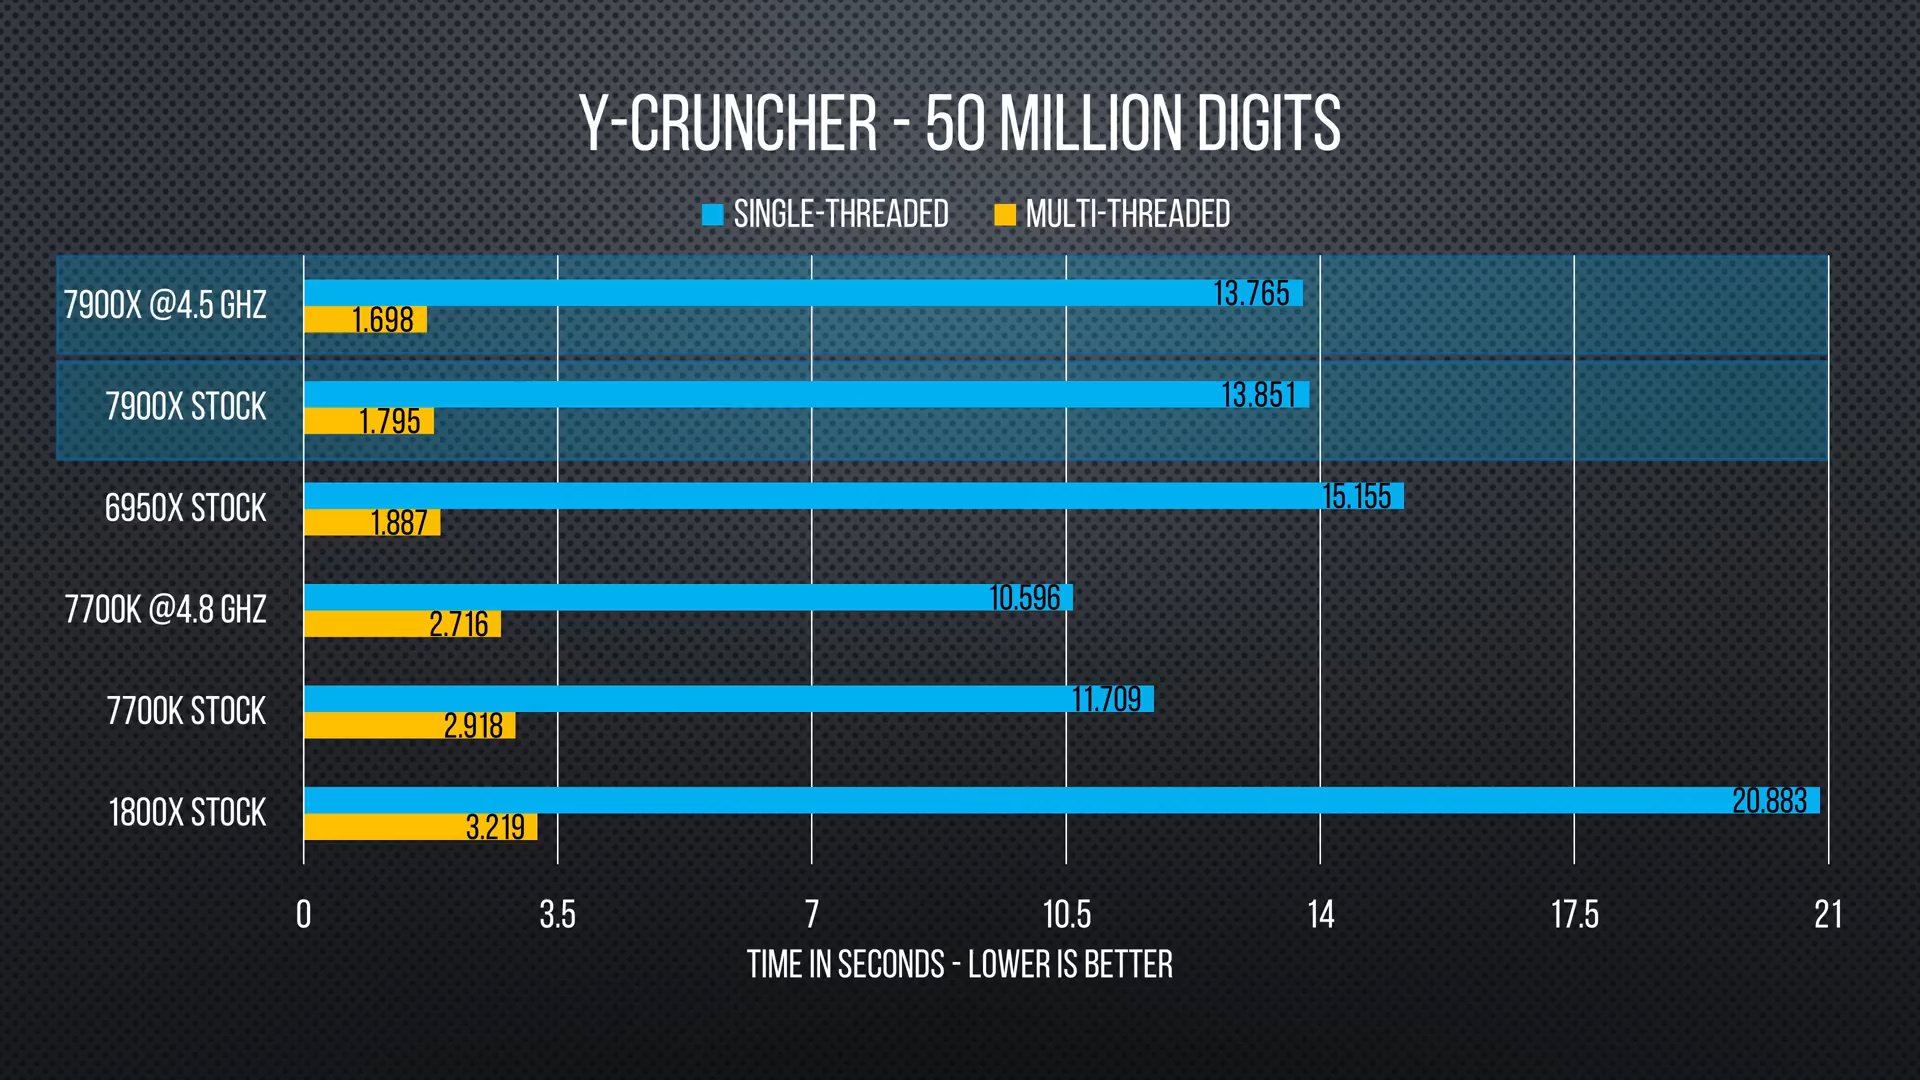 Y-CRUNCHER - 50 MILLION DIGITS
SINGLE-THREADED MULTI-THREADED
7900X @4.5 GHZ
13.765
1.698
7900X STOCK
13.851
1.795
6950X STOCK
15.155
1.887
7700K @4.8 GHZ
10.596
2.716
7700K STOCK
11.709
2.918
1800X STOCK
20.883
3.219
0 3.5 7 10.5 14 17.5 21
TIME IN SECONDS - LOWER IS BETTER